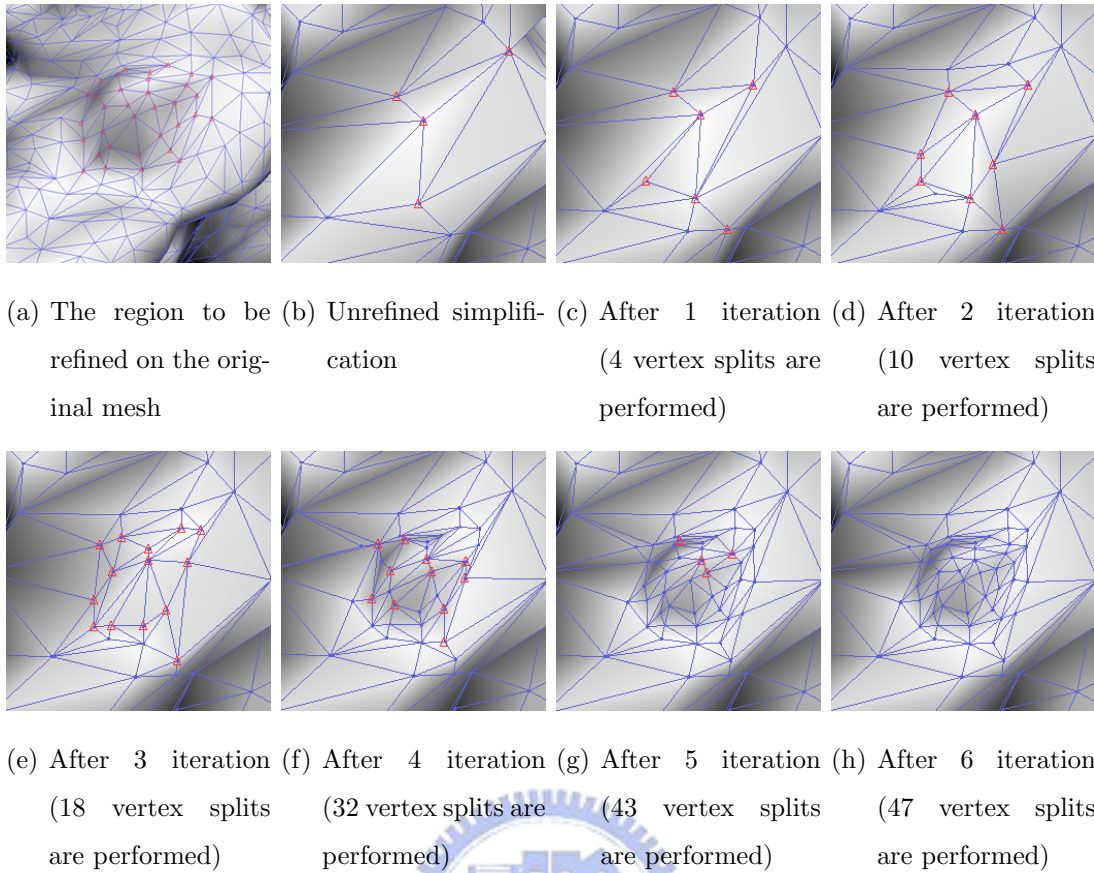 (a) The region to be
refined on the orig-
inal mesh
(b) Unrefined simplifi-
cation
(c) After 1 iteration
(4 vertex splits are
performed)
(d) After 2 iteration
(10 vertex splits
are performed)
(e) After 3 iteration
(18 vertex splits
are performed)
(f) After 4 iteration
(32 vertex splits are
performed)
(g) After 5 iteration
(43 vertex splits
are performed)
(h) After 6 iteration
(47 vertex splits
are performed)